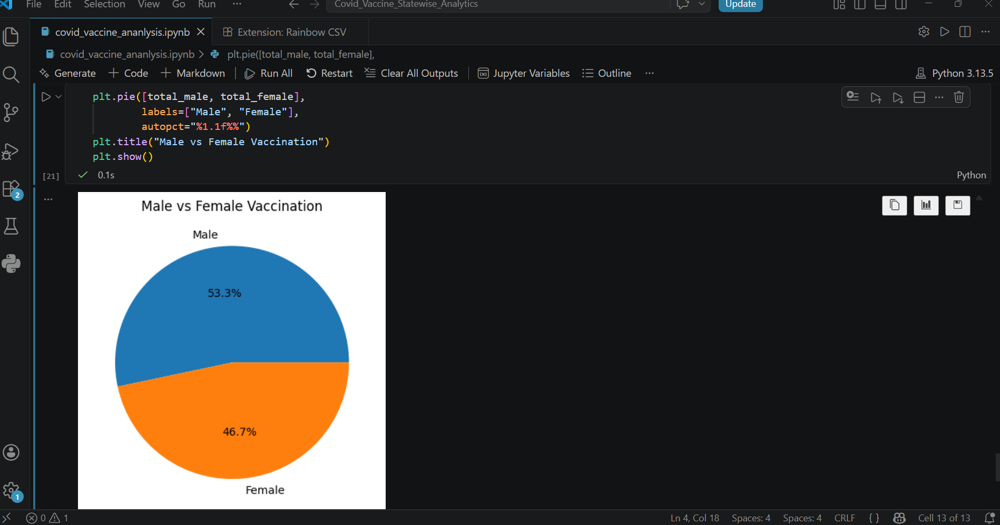 File Edit Selection View Go Run ··· Covid_Vaccine_Statewise_Analytics Update
covid_vaccine_ananlysis.ipynb Extension: Rainbow CSV
covid_vaccine_ananlysis.ipynb > plt.pie([total_male, total_female],
Generate + Code + Markdown Run All Restart Clear All Outputs Jupyter Variables Outline ··· Python 3.13.5
plt.pie([total_male, total_female],
labels=["Male", "Female"],
autopct="%1.1f%%")
plt.title("Male vs Female Vaccination")
plt.show()
[21] 0.1s Python
2
Male vs Female Vaccination
Male
53.3%
46.7%
Female
1
0 1 Ln 4, Col 18 Spaces: 4 Spaces: 4 CRLF { } Cell 13 of 13